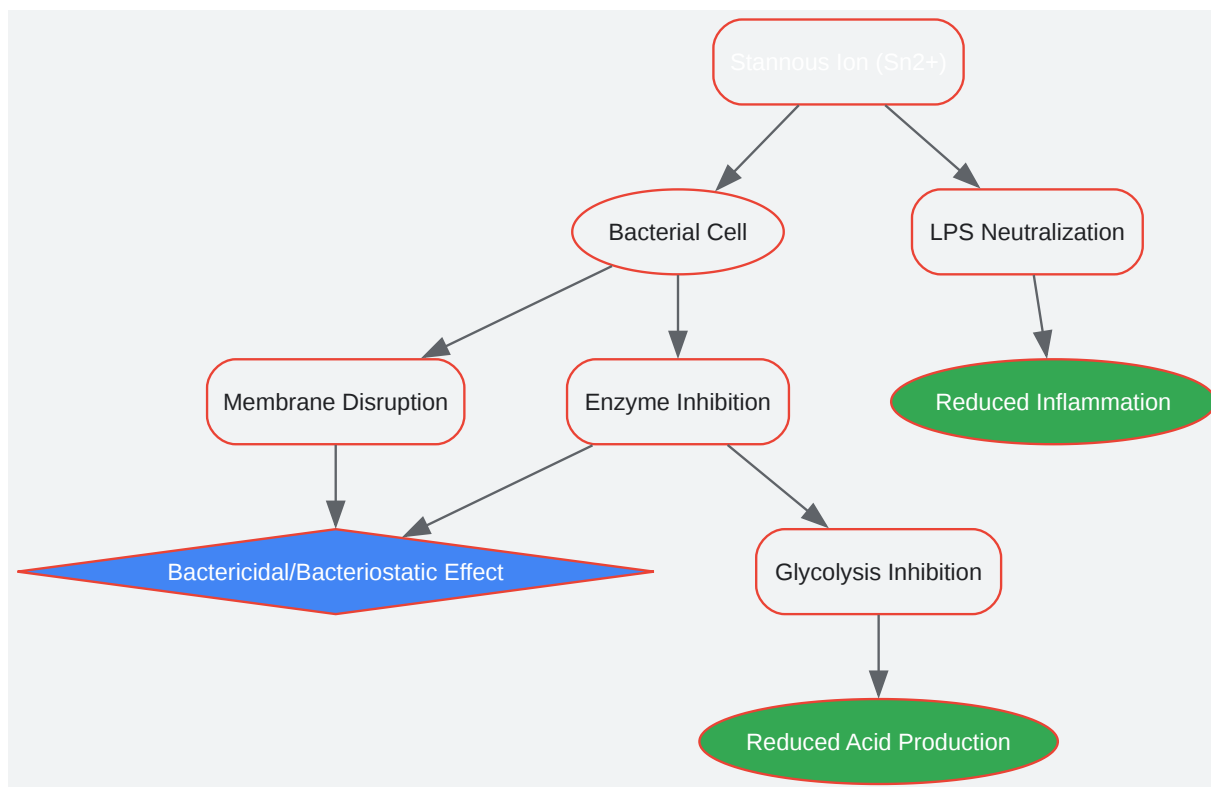 Stannous Ion (Sn2+)
Bacterial Cell
LPS Neutralization
Membrane Disruption
Enzyme Inhibition
Reduced Inflammation
Bactericidal/Bacteriostatic Effect
Glycolysis Inhibition
Reduced Acid Production